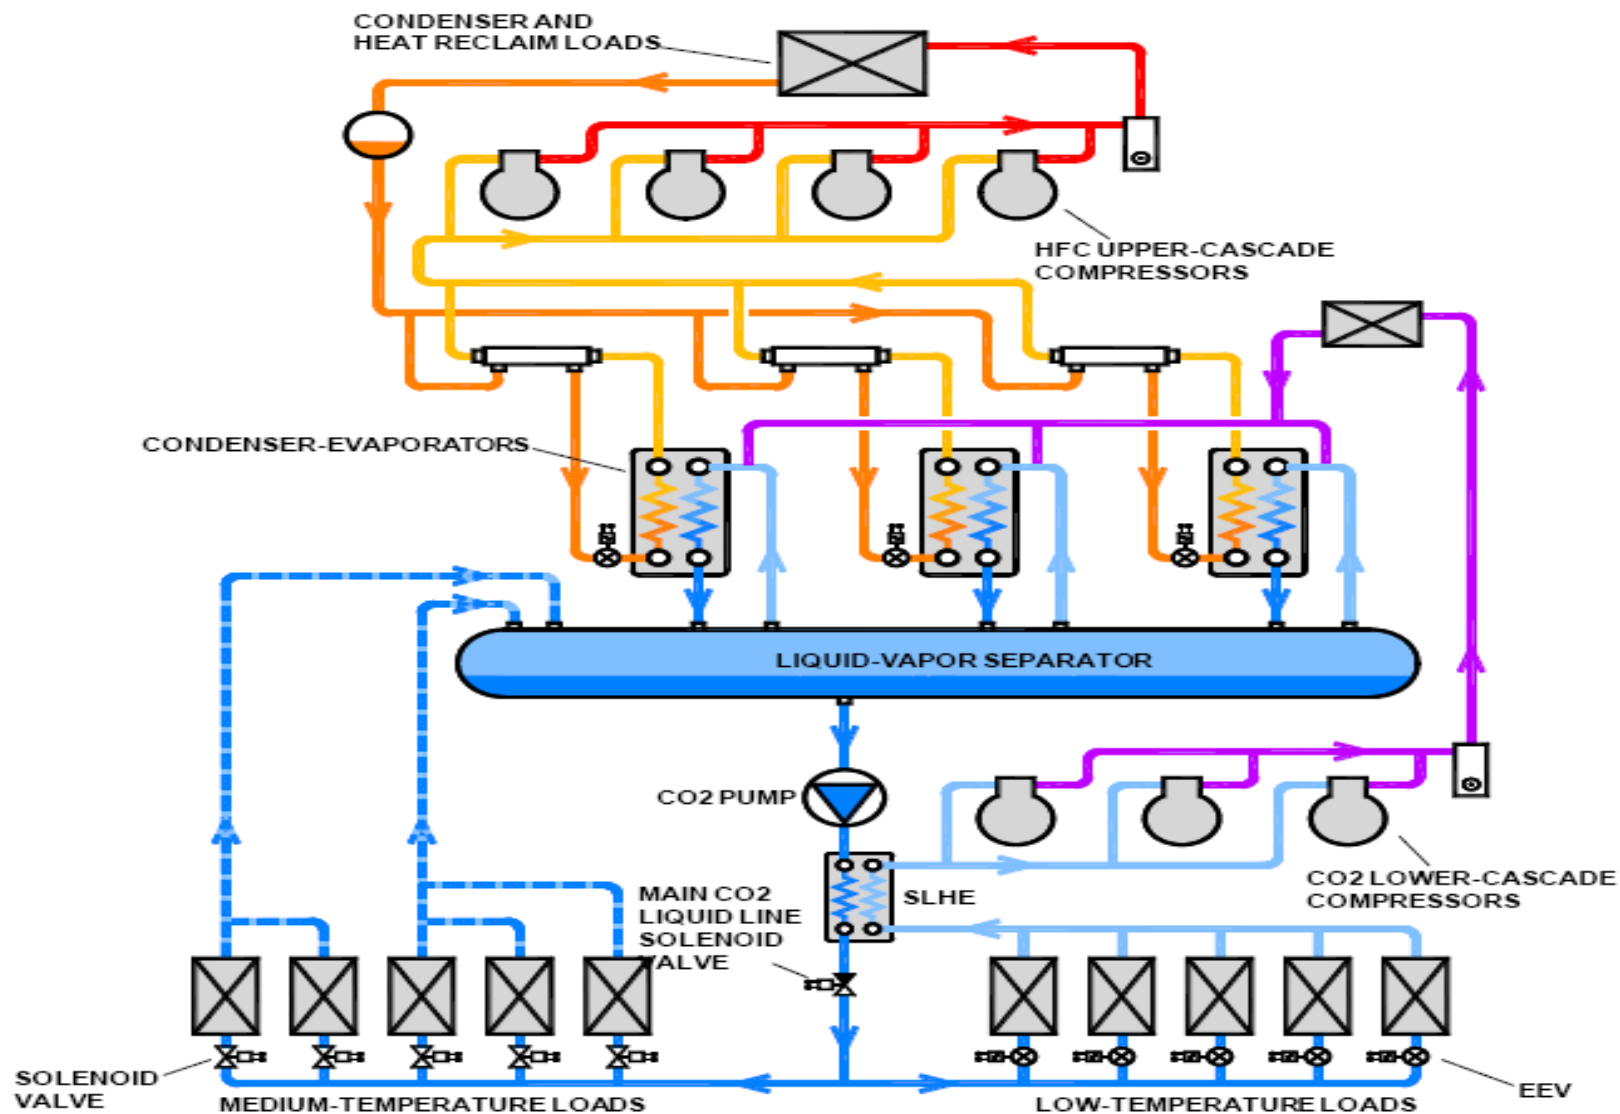 CONDENSER AND
HEAT RECLAIM LOADS
HFC UPPER-CASCADE
COMPRESSORS
CONDENSER-EVAPORATORS
LIQUID-VAPOR SEPARATOR
CO2 PUMP
MAIN CO2
LIQUID LINE
SOLENOID
VALVE
SLHE
CO2 LOWER-CASCADE
COMPRESSORS
SOLENOID
VALVE
MEDIUM-TEMPERATURE LOADS
LOW-TEMPERATURE LOADS
EEV